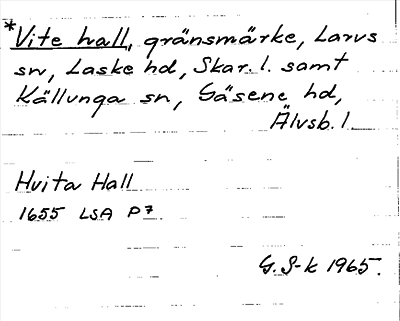 *Vite hall, gränsmärke, Larvs
sn, Laske hd, Skar. l. samt
Källunga sn, Gäsene hd,
Älvsb. l
Hvita Hall
1655 LSA P7
G. S-k 1965.